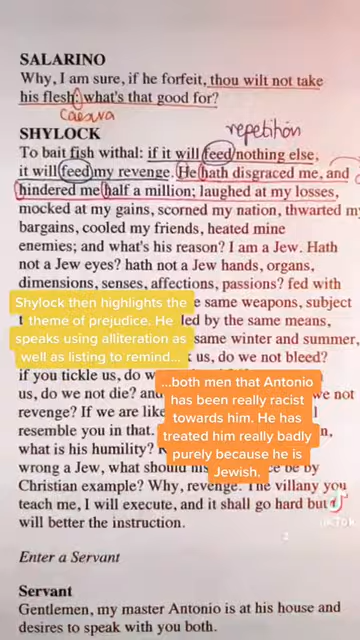 SALARINO
Why, I am sure, if he forfeit, thou wilt not take
his flesh: what's that good for?
caesura
SHYLOCK
repetition
To bait fish withal: if it will feed nothing else,
it will feed my revenge. He hath disgraced me, and
hindered me half a million; laughed at my losses,
mocked at my gains, scorned my nation, thwarted my
bargains, cooled my friends, heated mine
enemies; and what's his reason? I am a Jew. Hath
not a Jew eyes? hath not a Jew hands, organs,
dimensions, senses, affections, passions? fed with
e same weapons, subject
led by the same means,
same winter and summer,
us, do we not bleed?
Shylock then highlights the
theme of prejudice. He
speaks using alliteration as
well as listing to remind...
if you tickle us, do
us, do we not die? and
we not
revenge? If we are like
resemble you in that.
what is his humility?
wrong a Jew, what should his
be by
...both men that Antonio
has been really racist
towards him. He has
treated him really badly
purely because he is
Jewish.
Christian example? Why, revenge. The villany you
teach me, I will execute, and it shall go hard but I
will better the instruction.
TikTok
Enter a Servant
Servant
Gentlemen, my master Antonio is at his house and
desires to speak with you both.